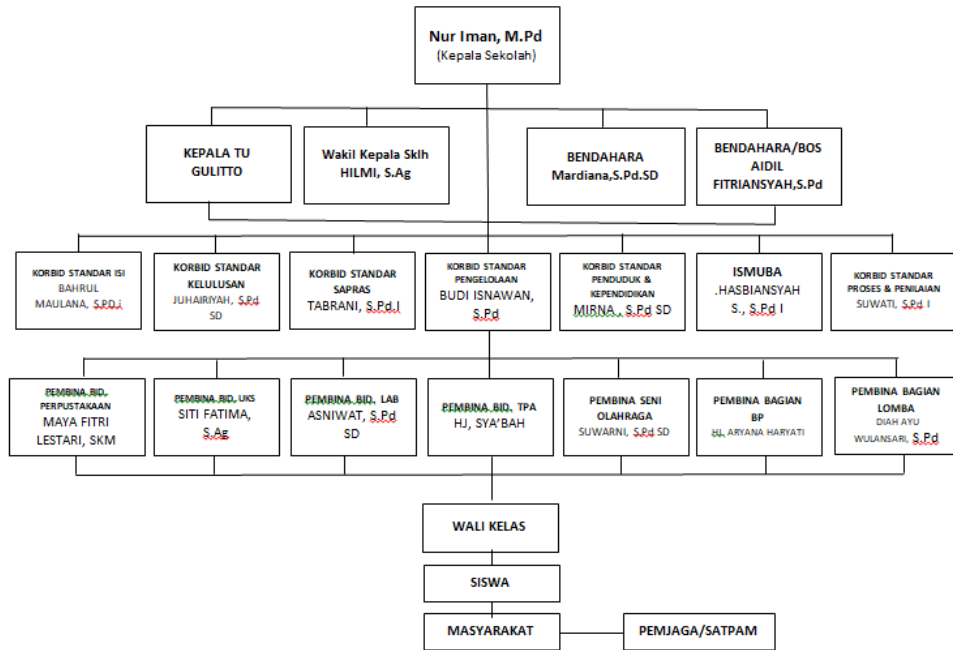 Nur Iman, M.Pd
(Kepala Sekolah)
KEPALA TU
GULITTO
Wakil Kepala Sklh
HILMI, S.Ag
BENDAHARA
Mardiana,S.Pd.SD
BENDAHARA/BOS
AIDIL
FITRIANSYAH,S.Pd
KORBID STANDAR ISI
BAHRUL
MAULANA, S.PD.i
KORBID STANDAR
KELULUSAN
JUHAIRIYAH, S.Pd
SD
KORBID STANDAR
SAPRAS
TABRANI, S.Pd.I
KORBID STANDAR
PENGELOLAAN
BUDI ISNAWAN,
S.Pd
KORBID STANDAR
PENDUDUK &
KEPENDIDIKAN
MIRNA , S.Pd SD
ISMUBA
.HASBIANSYAH
S., S.Pd I
KORBID STANDAR
PROSES & PENILAIAN
SUWATI, S.Pd I
PEMBINA BID,
PERPUSTAKAAN
MAYA FITRI
LESTARI, SKM
PEMBINA BID, UKS
SITI FATIMA,
S.Ag
PEMBINA BID, LAB
ASNIWAT, S.Pd
SD
PEMBINA BID, TPA
HJ, SYA'BAH
PEMBINA SENI
OLAHRAGA
SUWARNI, S.Pd SD
PEMBINA BAGIAN
BP
HJ, ARYANA HARYATI
PEMBINA BAGIAN
LOMBA
DIAH AYU
WULANSARI, S.Pd
WALI KELAS
SISWA
MASYARAKAT
PEMJAGA/SATPAM